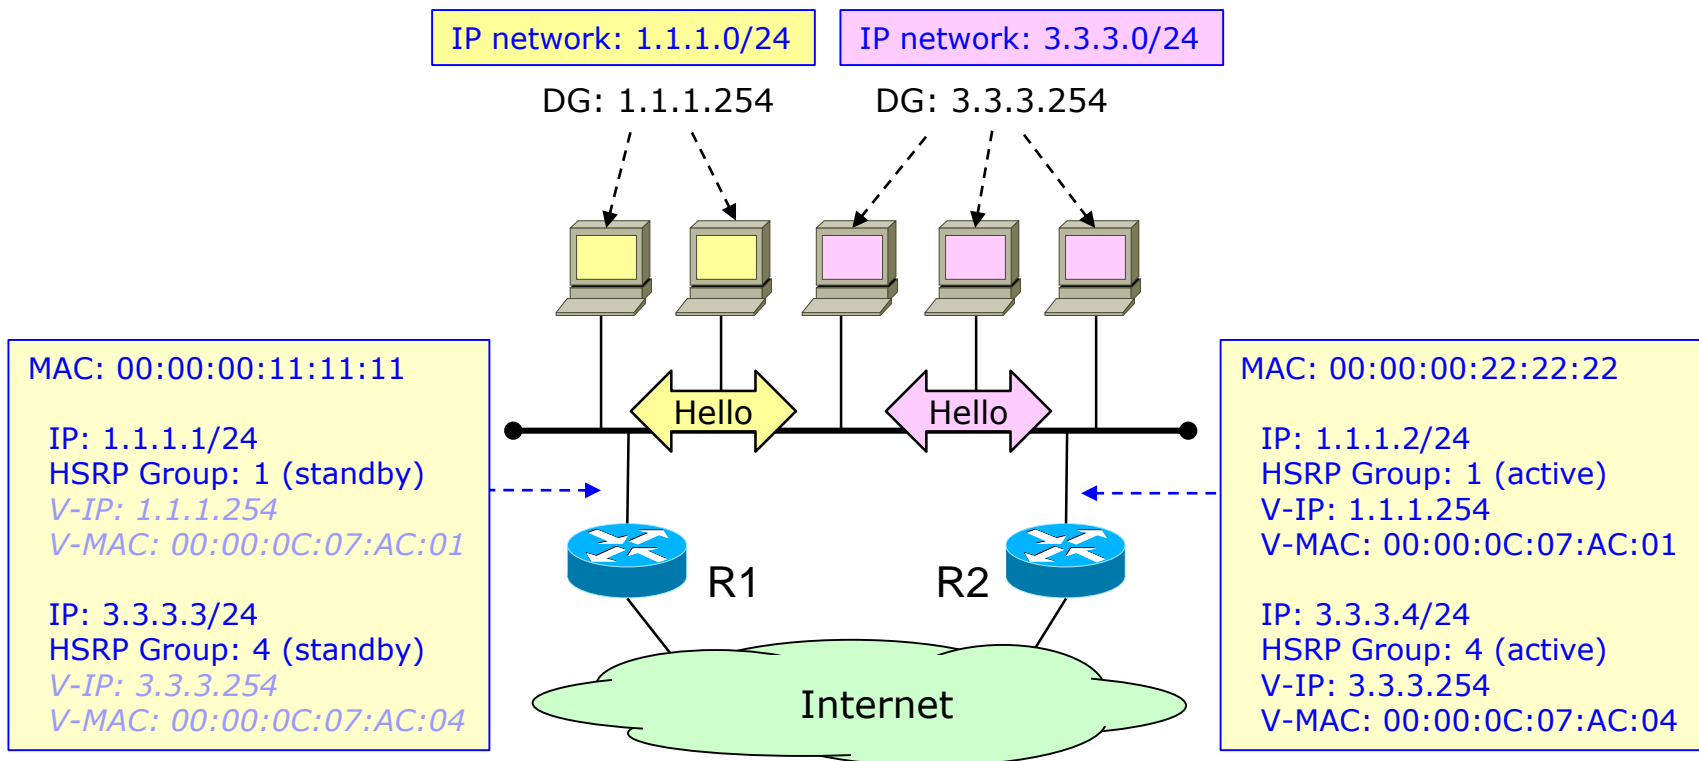 IP network: 1.1.1.0/24
IP network: 3.3.3.0/24
DG: 1.1.1.254
DG: 3.3.3.254
MAC: 00:00:00:11:11:11
IP: 1.1.1.1/24
HSRP Group: 1 (standby)
V-IP: 1.1.1.254
V-MAC: 00:00:0C:07:AC:01
IP: 3.3.3.3/24
HSRP Group: 4 (standby)
V-IP: 3.3.3.254
V-MAC: 00:00:0C:07:AC:04
Hello
Hello
R1
R2
Internet
MAC: 00:00:00:22:22:22
IP: 1.1.1.2/24
HSRP Group: 1 (active)
V-IP: 1.1.1.254
V-MAC: 00:00:0C:07:AC:01
IP: 3.3.3.4/24
HSRP Group: 4 (active)
V-IP: 3.3.3.254
V-MAC: 00:00:0C:07:AC:04